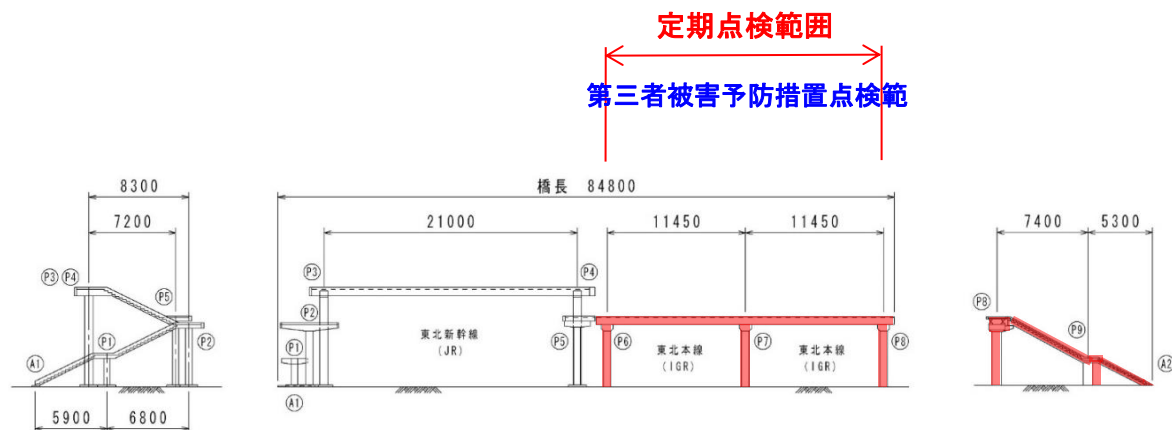 定期点検範囲
第三者被害予防措置点検範
8300
7200
P3 P4
P5
P1
P2
A1
5900 6800
橋長 84800
21000 11450 11450
P3 P4
P2
P1
P5 P6 P7 P8
A1
東北新幹線
(JR)
東北本線
(IGR)
東北本線
(IGR)
7400 5300
P8
P9
A2